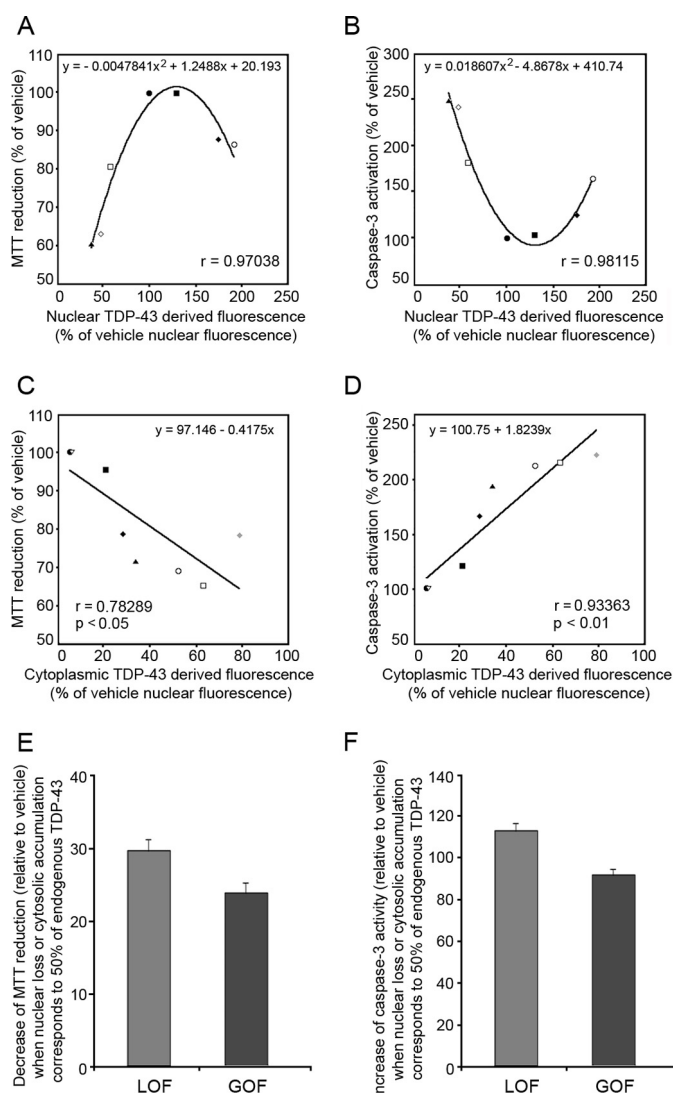 A
y = - 0.0047841x2 + 1.2488x + 20.193
MTT reduction (% of vehicle)
110
100
90
80
70
60
50
r = 0.97038
0 50 100 150 200 250
Nuclear TDP-43 derived fluorescence
(% of vehicle nuclear fluorescence)
B
y = 0.018607x2 - 4.8678x + 410.74
Caspase-3 activation (% of vehicle)
300
250
200
150
100
50
r = 0.98115
0 50 100 150 200 250
Nuclear TDP-43 derived fluorescence
(% of vehicle nuclear fluorescence)
C
y = 97.146 - 0.4175x
MTT reduction (% of vehicle)
110
100
90
80
70
60
50
r = 0.78289
p < 0.05
0 20 40 60 80 100
Cytoplasmic TDP-43 derived fluorescence
(% of vehicle nuclear fluorescence)
D
y = 100.75 + 1.8239x
Caspase-3 activation (% of vehicle)
250
200
150
100
50
r = 0.93363
p < 0.01
0 20 40 60 80 100
Cytoplasmic TDP-43 derived fluorescence
(% of vehicle nuclear fluorescence)
E
Decrease of MTT reduction (relative to vehicle)
when nuclear loss or cytosolic accumulation
corresponds to 50% of endogenous TDP-43
40
30
20
10
0
LOF GOF
F
ncrease of caspase-3 activity (relative to vehicle)
when nuclear loss or cytosolic accumulation
corresponds to 50% of endogenous TDP-43
140
120
100
80
60
40
20
0
LOF GOF